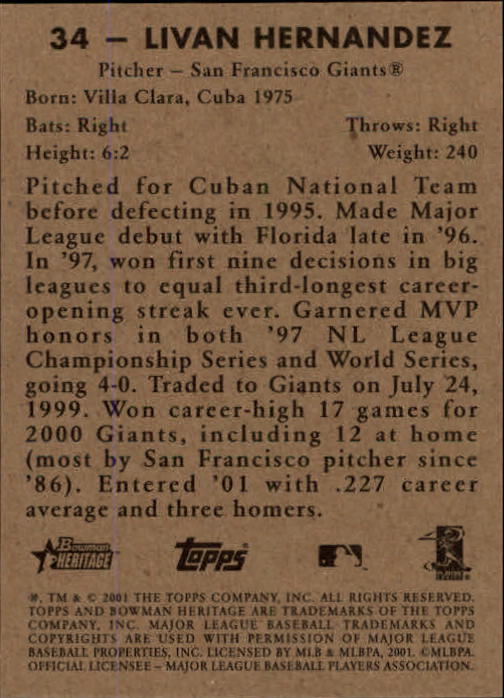 34 – LIVAN HERNANDEZ
Pitcher – San Francisco Giants®
Born: Villa Clara, Cuba 1975
Bats: Right Throws: Right
Height: 6:2 Weight: 240
Pitched for Cuban National Team
before defecting in 1995. Made Major
League debut with Florida late in ’96.
In ’97, won first nine decisions in big
leagues to equal third-longest career-
opening streak ever. Garnered MVP
honors in both ’97 NL League
Championship Series and World Series,
going 4-0. Traded to Giants on July 24,
1999. Won career-high 17 games for
2000 Giants, including 12 at home
(most by San Francisco pitcher since
’86). Entered ’01 with .227 career
average and three homers.
Bowman
HERITAGE
Topps
®, TM & © 2001 THE TOPPS COMPANY, INC. ALL RIGHTS RESERVED.
TOPPS AND BOWMAN HERITAGE ARE TRADEMARKS OF THE TOPPS
COMPANY, INC. MAJOR LEAGUE BASEBALL TRADEMARKS AND
COPYRIGHTS ARE USED WITH PERMISSION OF MAJOR LEAGUE
BASEBALL PROPERTIES, INC. LICENSED BY MLB & MLBPA, 2001. ©MLBPA.
OFFICIAL LICENSEE – MAJOR LEAGUE BASEBALL PLAYERS ASSOCIATION.